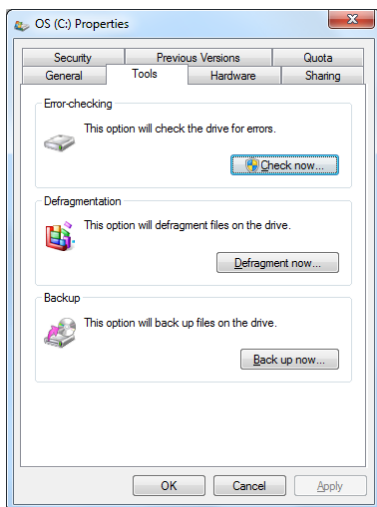 OS (C:) Properties
Security Previous Versions Quota
General Tools Hardware Sharing
Error-checking
This option will check the drive for errors.
Check now...
Defragmentation
This option will defragment files on the drive.
Defragment now...
Backup
This option will back up files on the drive.
Back up now...
OK Cancel Apply